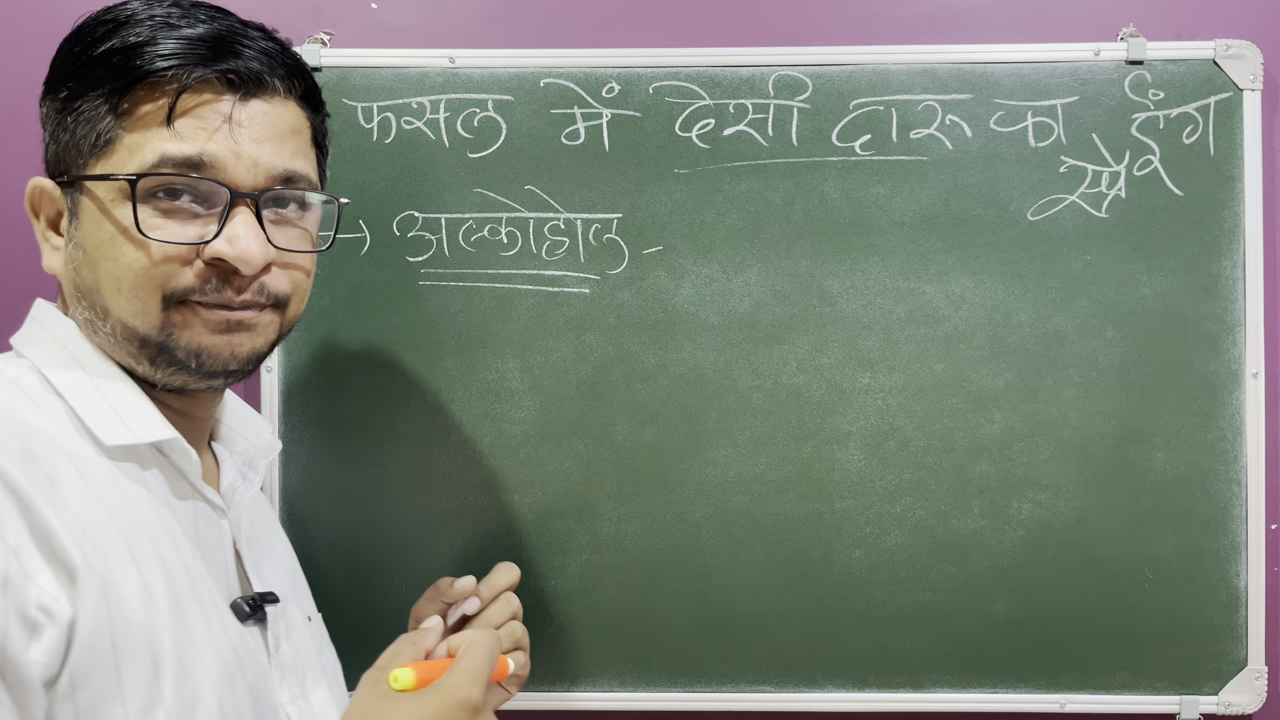 फसल में देसी दारू का स्प्रेइंग
→ अल्कोहोल -